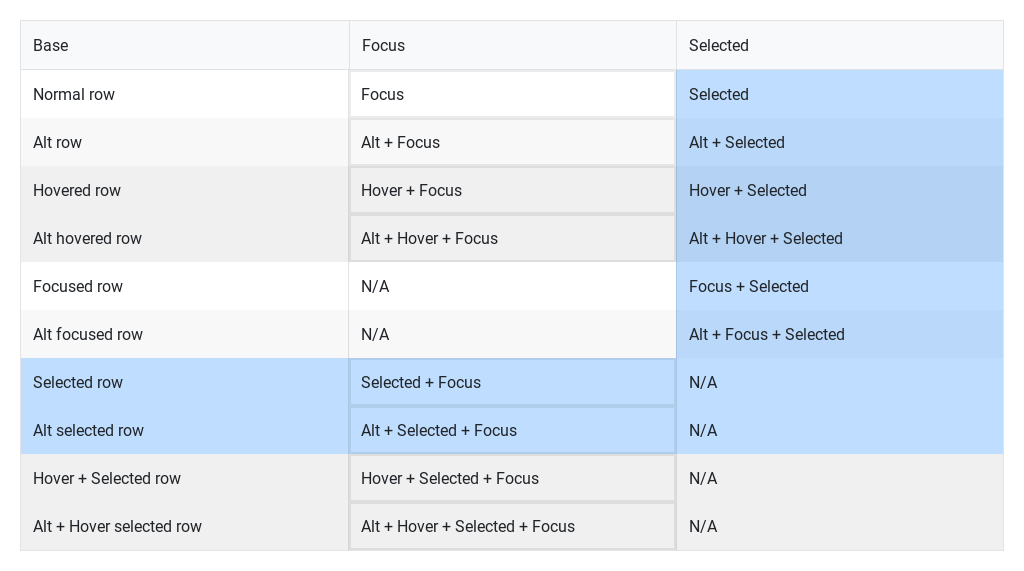 Base Focus Selected
Normal row Focus Selected
Alt row Alt + Focus Alt + Selected
Hovered row Hover + Focus Hover + Selected
Alt hovered row Alt + Hover + Focus Alt + Hover + Selected
Focused row N/A Focus + Selected
Alt focused row N/A Alt + Focus + Selected
Selected row Selected + Focus N/A
Alt selected row Alt + Selected + Focus N/A
Hover + Selected row Hover + Selected + Focus N/A
Alt + Hover selected row Alt + Hover + Selected + Focus N/A